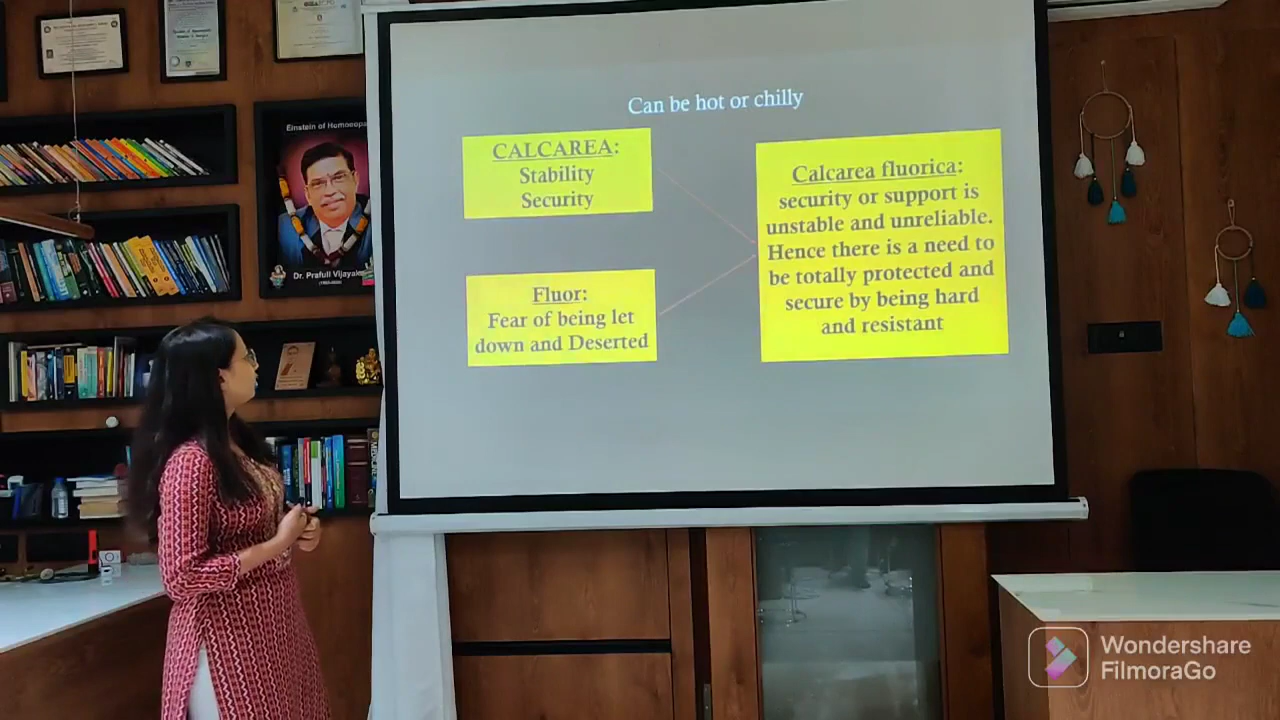 Can be hot or chilly
CALCAREA:
Stability
Security
Fluor:
Fear of being let
down and Deserted
Calcarea fluorica:
security or support is
unstable and unreliable.
Hence there is a need to
be totally protected and
secure by being hard
and resistant
Einstein of Homoeopa
Dr. Prafull Vijayak
Wondershare
FilmoraGo